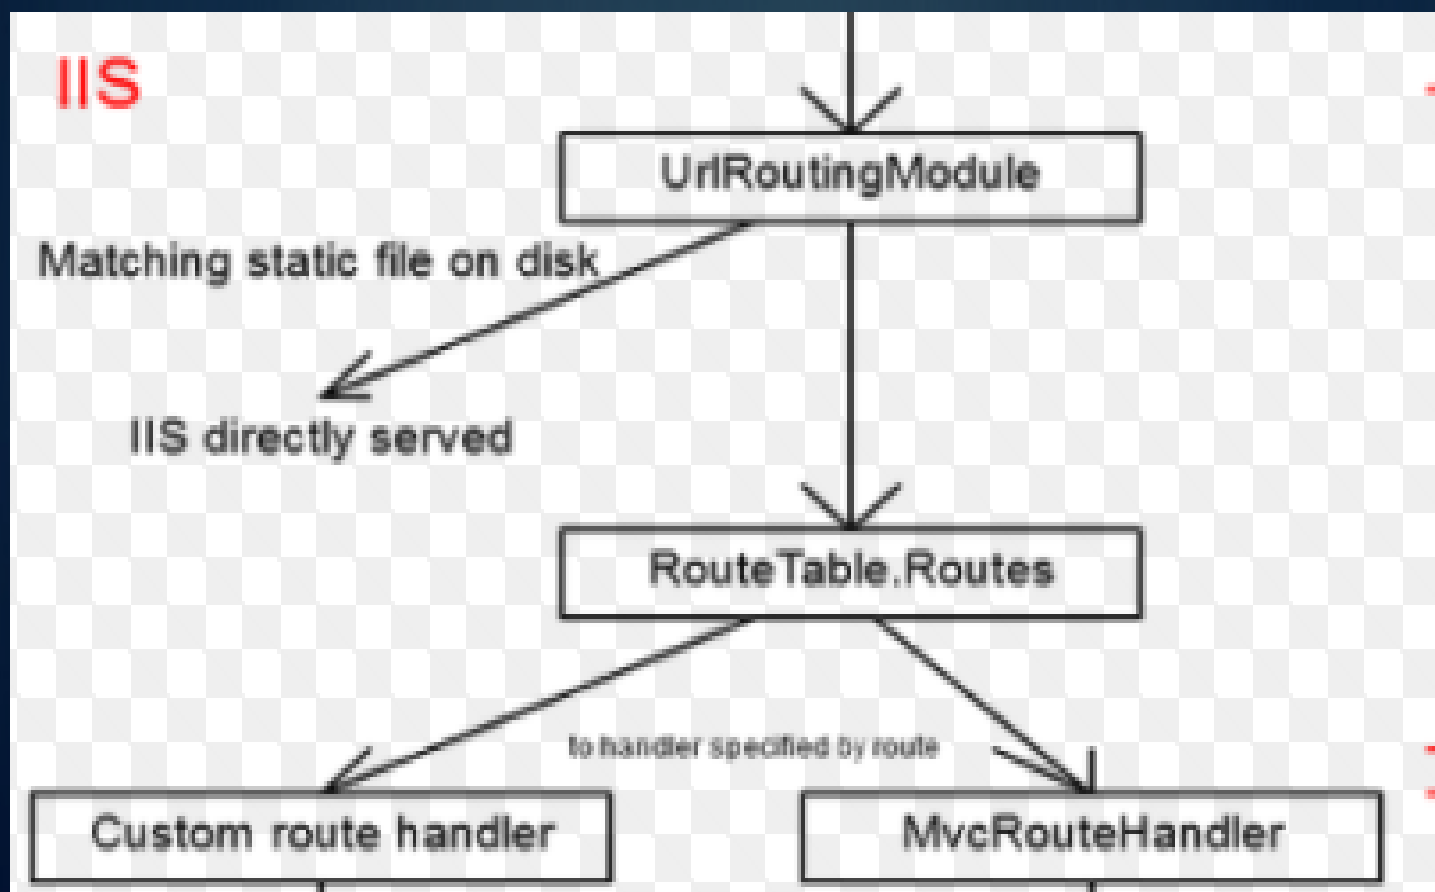 IIS
UrlRoutingModule
Matching static file on disk
IIS directly served
RouteTable.Routes
to handler specified by route
Custom route handler
MvcRouteHandler